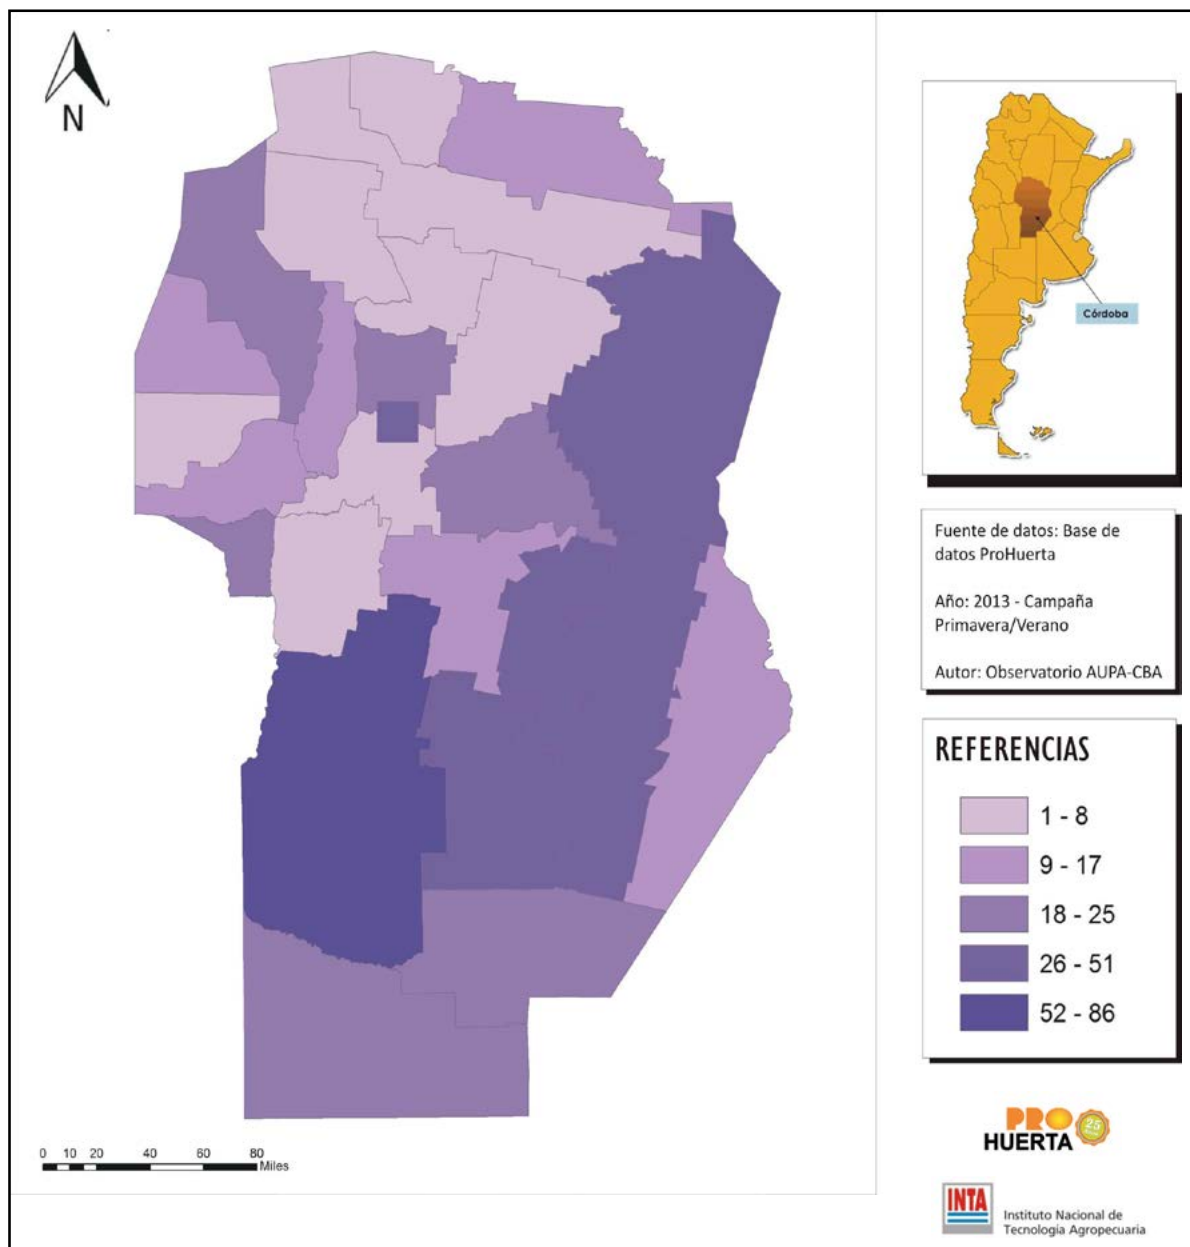 N
Córdoba
Fuente de datos: Base de
datos ProHuerta
Año: 2013 - Campaña
Primavera/Verano
Autor: Observatorio AUPA-CBA
REFERENCIAS
1 - 8
9 - 17
18 - 25
26 - 51
52 - 86
0 10 20 40 60 80
Miles
PRO
HUERTA
25
INTA
Instituto Nacional de
Tecnología Agropecuaria